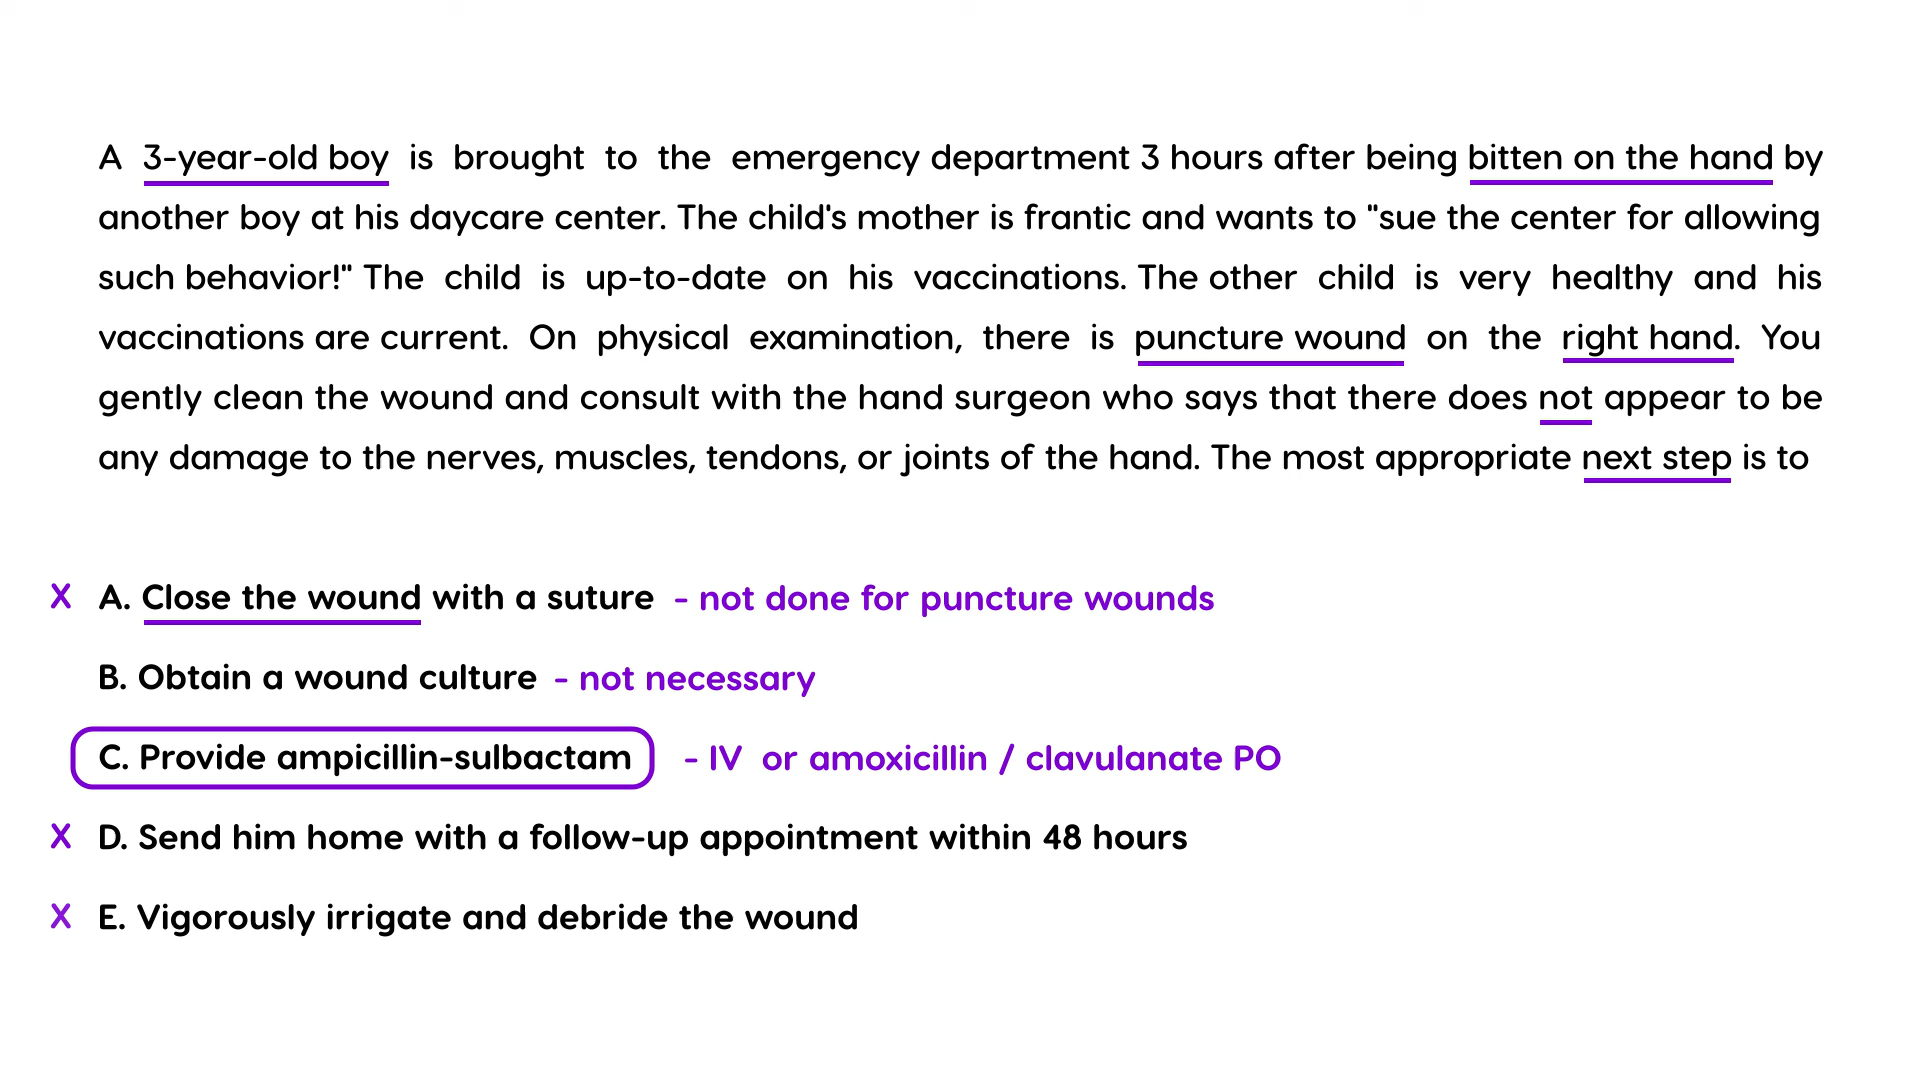 A 3-year-old boy is brought to the emergency department 3 hours after being bitten on the hand by
another boy at his daycare center. The child's mother is frantic and wants to "sue the center for allowing
such behavior!" The child is up-to-date on his vaccinations. The other child is very healthy and his
vaccinations are current. On physical examination, there is puncture wound on the right hand. You
gently clean the wound and consult with the hand surgeon who says that there does not appear to be
any damage to the nerves, muscles, tendons, or joints of the hand. The most appropriate next step is to
X A. Close the wound with a suture - not done for puncture wounds
B. Obtain a wound culture - not necessary
C. Provide ampicillin-sulbactam - IV or amoxicillin / clavulanate PO
X D. Send him home with a follow-up appointment within 48 hours
X E. Vigorously irrigate and debride the wound